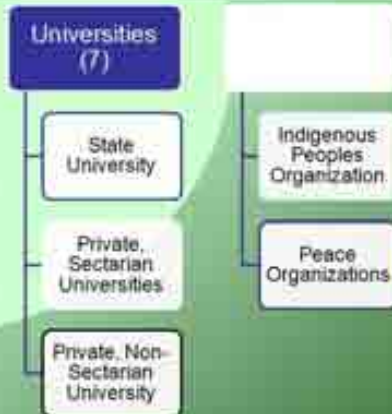 Universities
(7)
State
University
Private,
Sectarian
Universities
Private, Non-
Sectarian
University
Indigenous
Peoples
Organization
Peace
Organizations